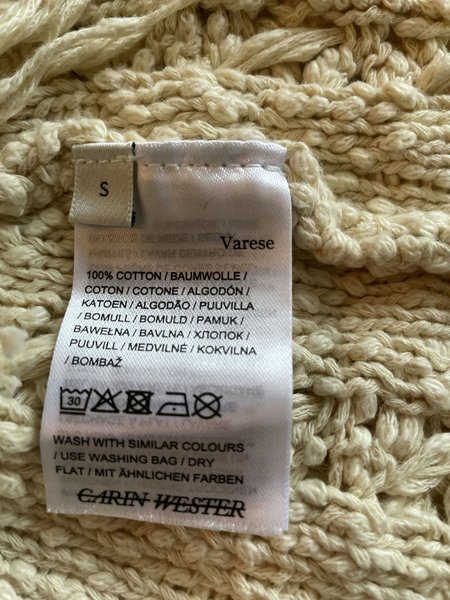 S
Varese
100% COTTON / BAUMWOLLE /
COTON / COTONE / ALGODÓN /
KATOEN / ALGODÃO / PUUVILLA
/ BOMULL / BOMULD / PAMUK /
BAWEŁNA / BAVLNA / ХЛОПОК /
PUUVILL / MEDVILNĖ / KOKVILNA
/ BOMBAŽ
30
WASH WITH SIMILAR COLOURS
/ USE WASHING BAG / DRY
FLAT / MIT ÄHNLICHEN FARBEN
CARIN WESTER